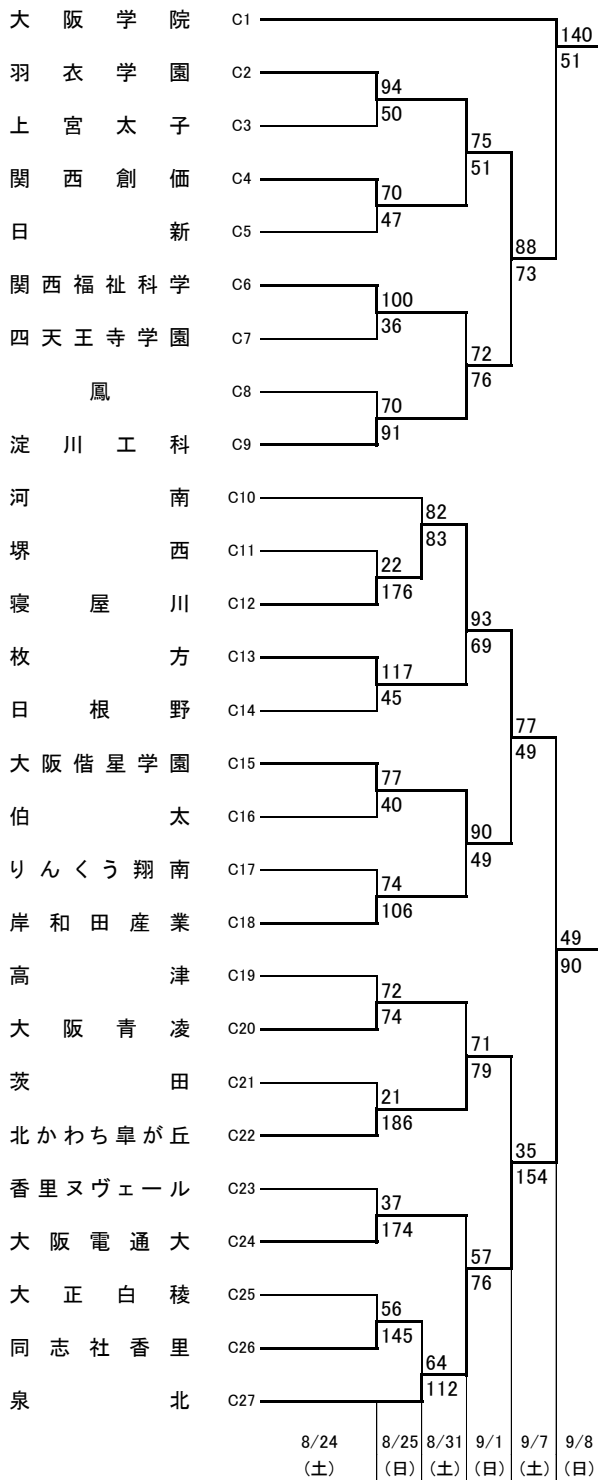 大阪学院 C1
140
51
羽衣学園 C2
94
50
上宮太子 C3
75
51
関西創価 C4
70
47
日新 C5
88
73
関西福祉科学 C6
100
36
四天王寺学園 C7
72
76
鳳 C8
70
91
淀川工科 C9
河南 C10
82
83
堺西 C11
22
176
寝屋川 C12
93
69
枚方 C13
117
45
日根野 C14
77
49
大阪偕星学園 C15
77
40
伯太 C16
90
49
りんくう翔南 C17
74
106
岸和田産業 C18
49
90
高津 C19
72
74
大阪青凌 C20
71
79
茨田 C21
21
186
北かわち皐が丘 C22
35
154
香里ヌヴェール C23
37
174
大阪電通大 C24
57
76
大正白稜 C25
56
145
同志社香里 C26
64
112
泉北 C27
8/24 8/25 8/31 9/1 9/7 9/8
(土) (日) (土) (日) (土) (日)